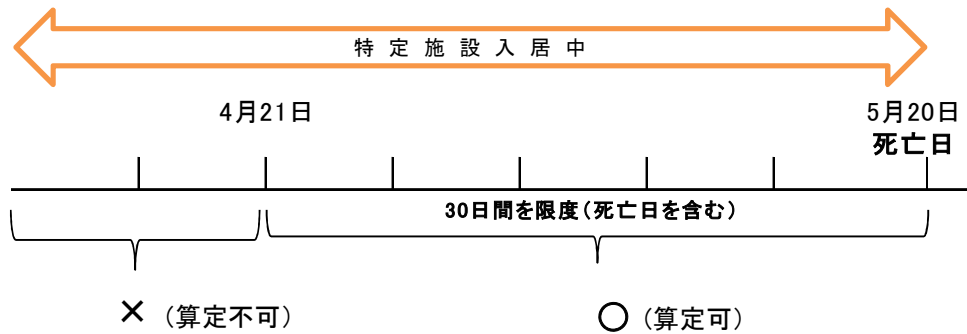 特定施設入居中
4月21日
5月20日
死亡日
30日間を限度(死亡日を含む)
×（算定不可）
○（算定可）